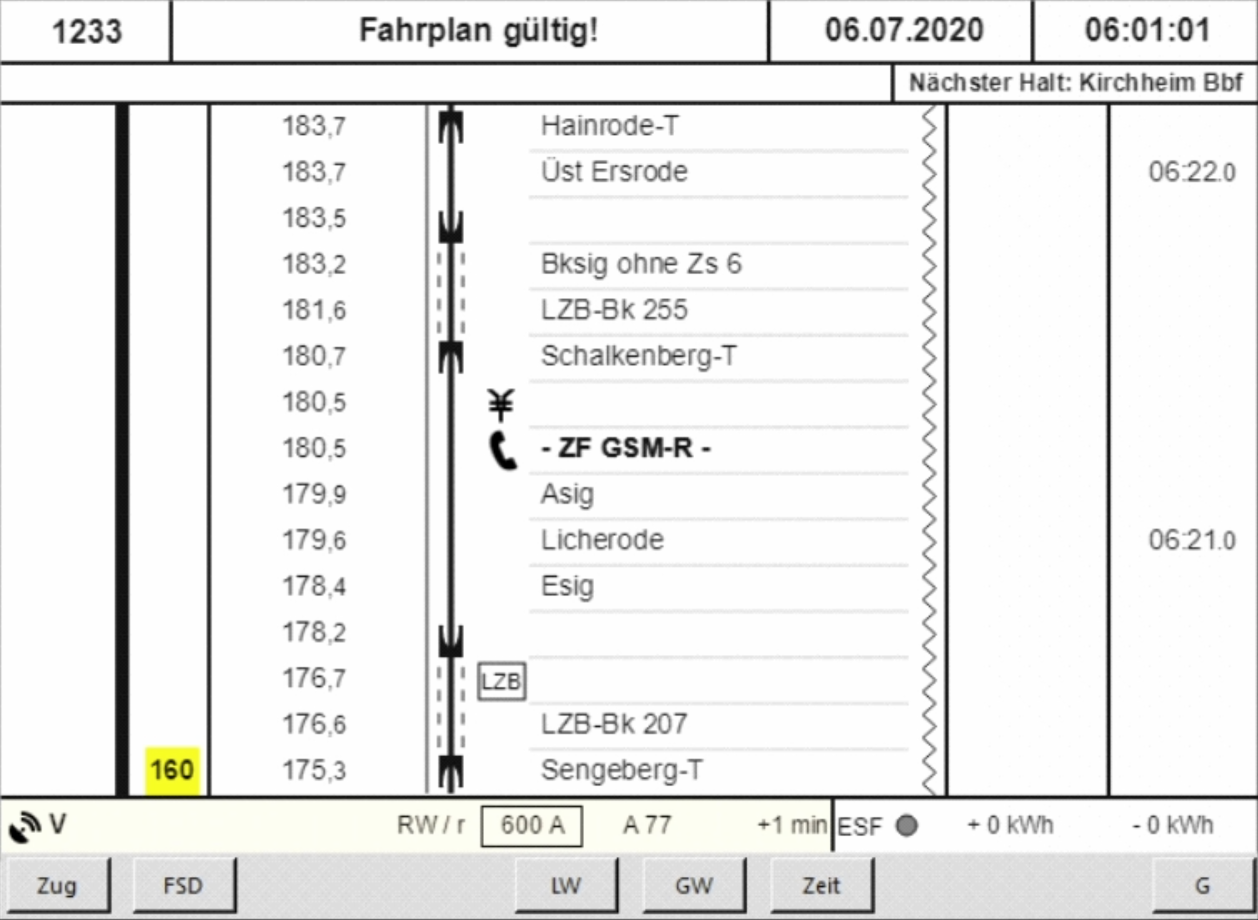 1233 Fahrplan gültig! 06.07.2020 06:01:01
Nächster Halt: Kirchheim Bbf
183,7 Hainrode-T
183,7 Üst Ersrode 06:22.0
183,5
183,2 Bksig ohne Zs 6
181,6 LZB-Bk 255
180,7 Schalkenberg-T
180,5 ¥
180,5 - ZF GSM-R -
179,9 Asig
179,6 Licherode 06:21.0
178,4 Esig
178,2
176,7 LZB
176,6 LZB-Bk 207
160 175,3 Sengeberg-T
V RW / r 600 A A 77 +1 min ESF + 0 kWh - 0 kWh
Zug FSD LW GW Zeit G